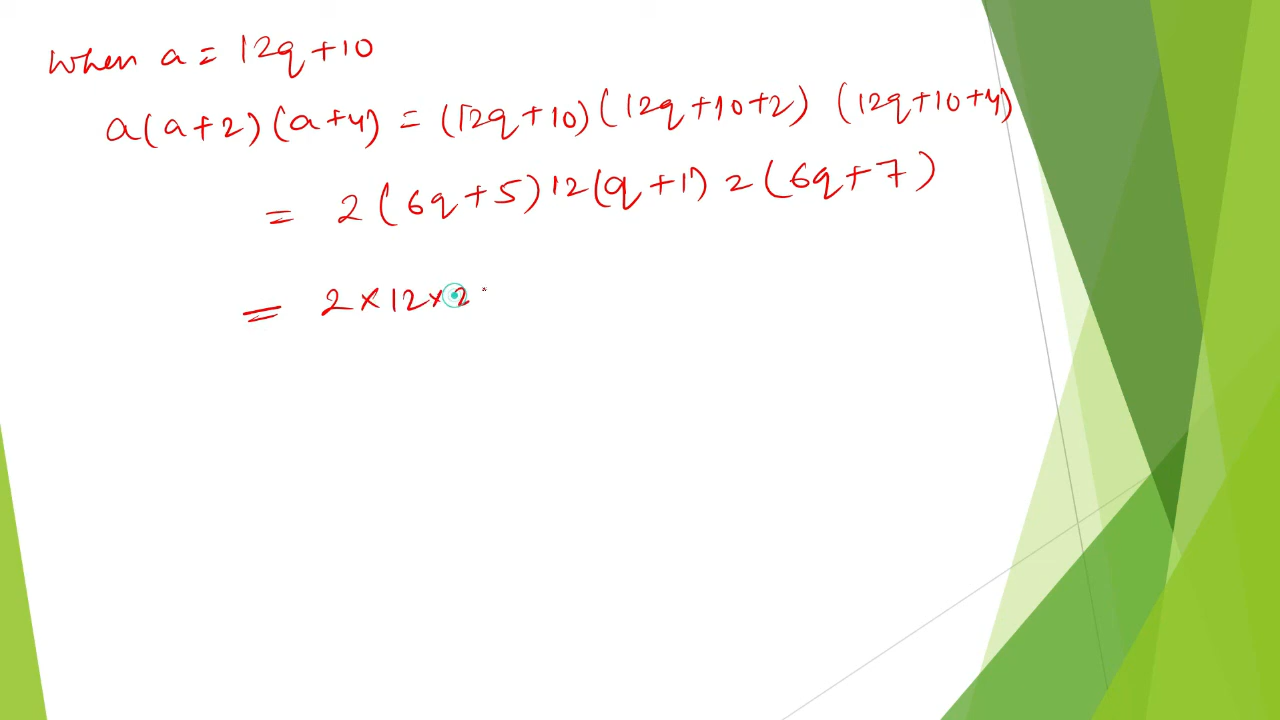 When a = 12q+10
a(a+2)(a+4) = (12q+10)(12q+10+2) (12q+10+4)
= 2(6q+5)12(q+1) 2(6q+7)
= 2×12×2